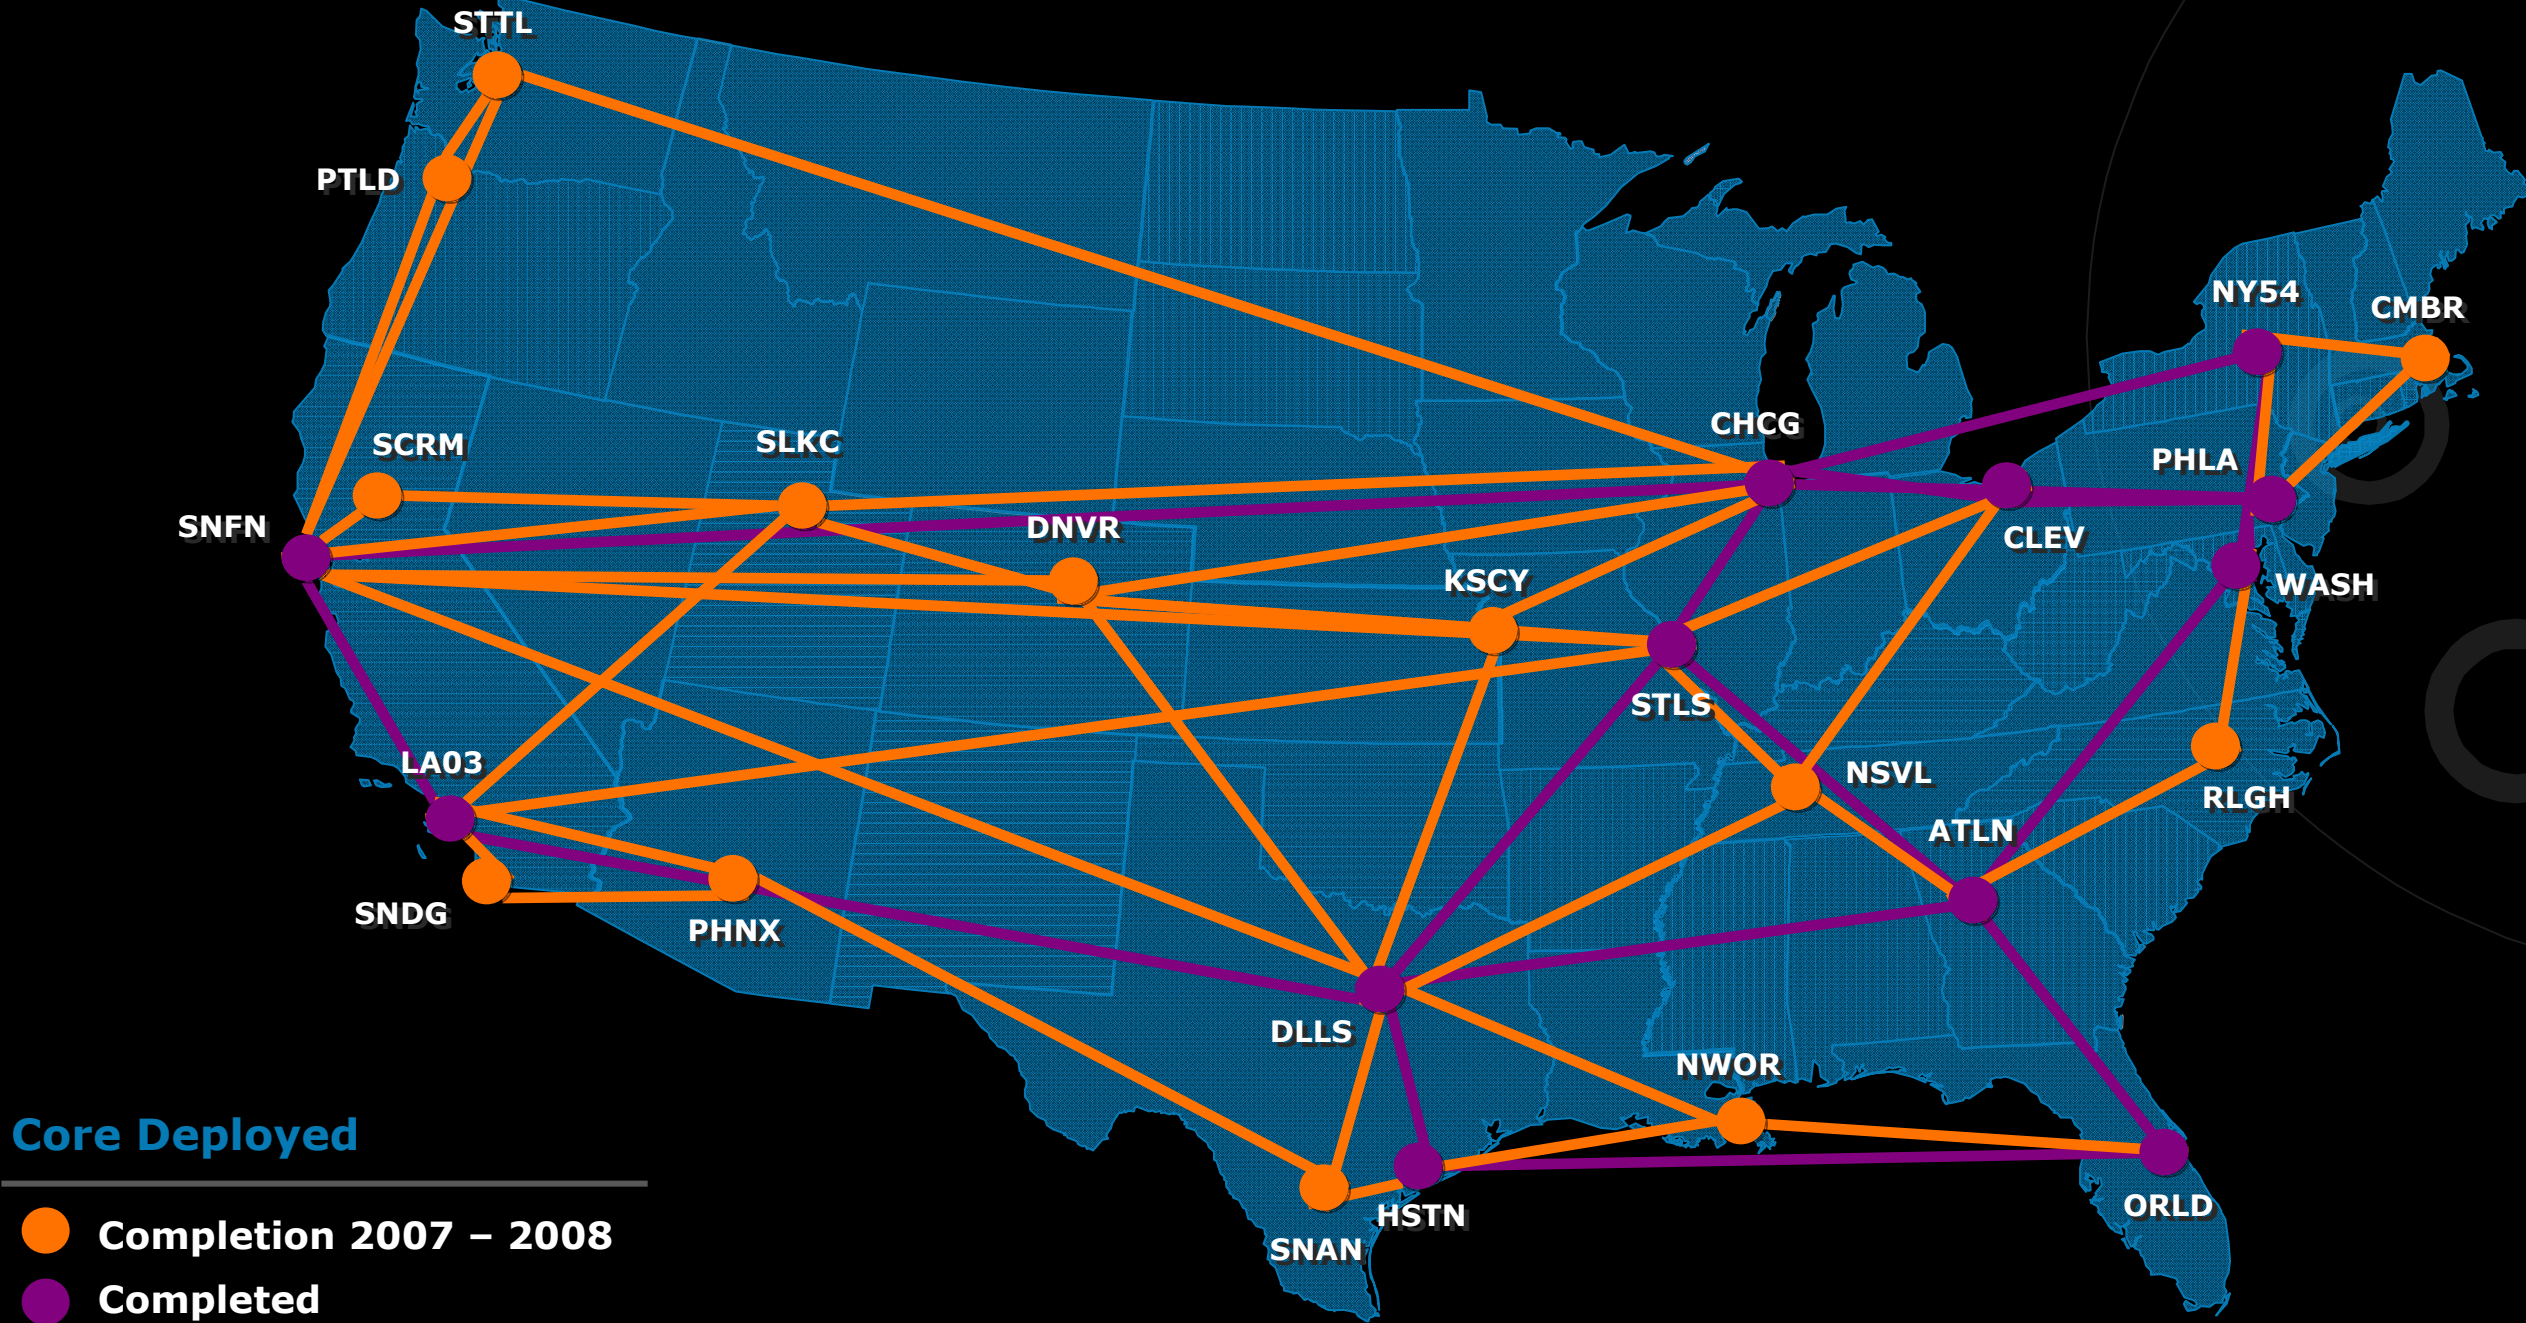 STTL
PTLD
NY54
CMBR
CHCG
SCRM
SLKC
PHLA
SNFN
DNVR
CLEV
KSCY
WASH
STLS
LA03
NSVL
RLGH
ATLN
SNDG
PHNX
DLLS
NWOR
ORLD
HSTN
SNAN
Core Deployed
Completion 2007 – 2008
Completed